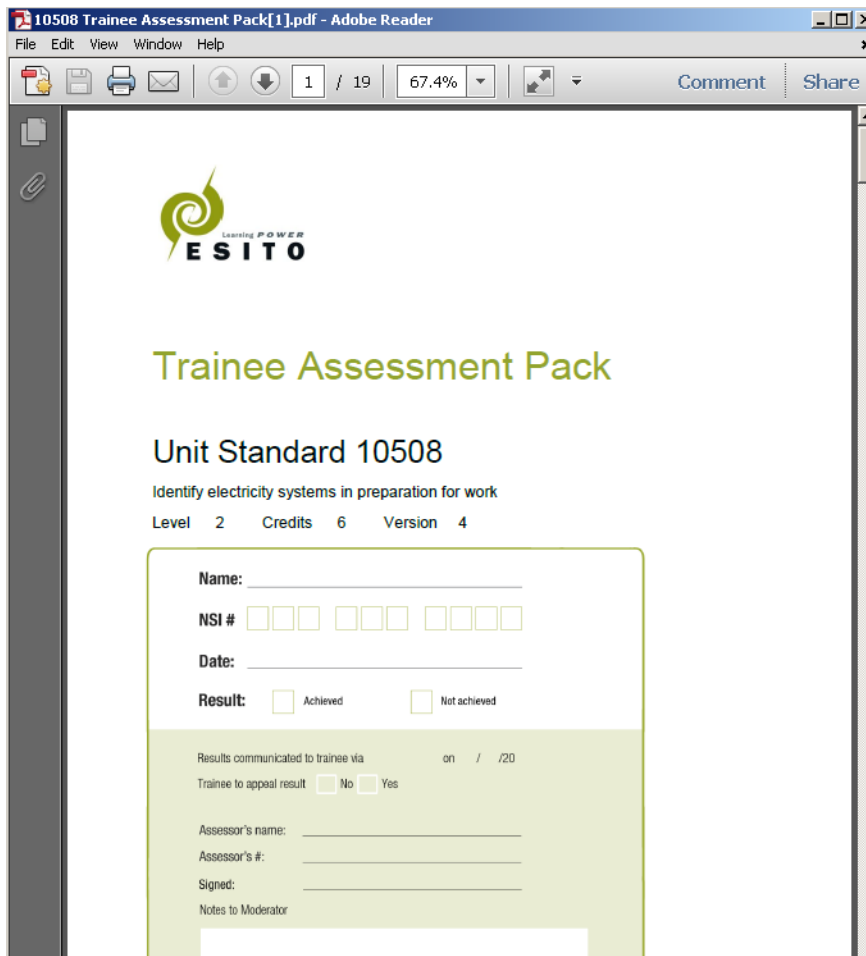 10508 Trainee Assessment Pack[1].pdf - Adobe Reader
File Edit View Window Help
1 / 19 67.4% Comment Share
Learning POWER
ESITO
Trainee Assessment Pack
Unit Standard 10508
Identify electricity systems in preparation for work
Level 2 Credits 6 Version 4
Name:
NSI #
Date:
Result: Achieved Not achieved
Results communicated to trainee via on / /20
Trainee to appeal result No Yes
Assessor's name:
Assessor's #:
Signed:
Notes to Moderator